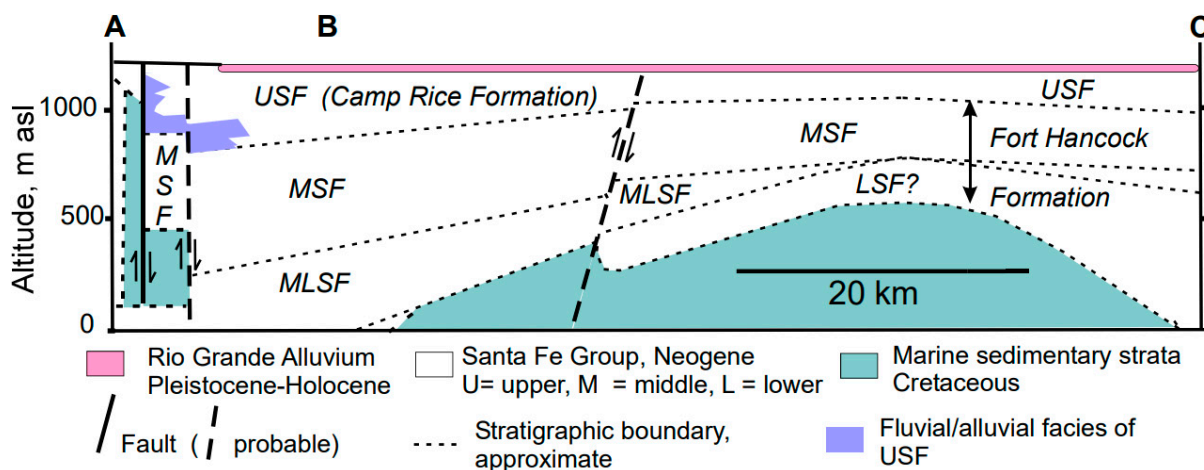 A B C
Altitude, m asl
1000
500
0
USF (Camp Rice Formation)
USF
MSF
Fort Hancock
M
S
F
MSF
MLSF
LSF?
Formation
MLSF
20 km
Rio Grande Alluvium
Pleistocene-Holocene
Santa Fe Group, Neogene
U= upper, M = middle, L = lower
Marine sedimentary strata
Cretaceous
Fault ( probable)
Stratigraphic boundary,
approximate
Fluvial/alluvial facies of
USF